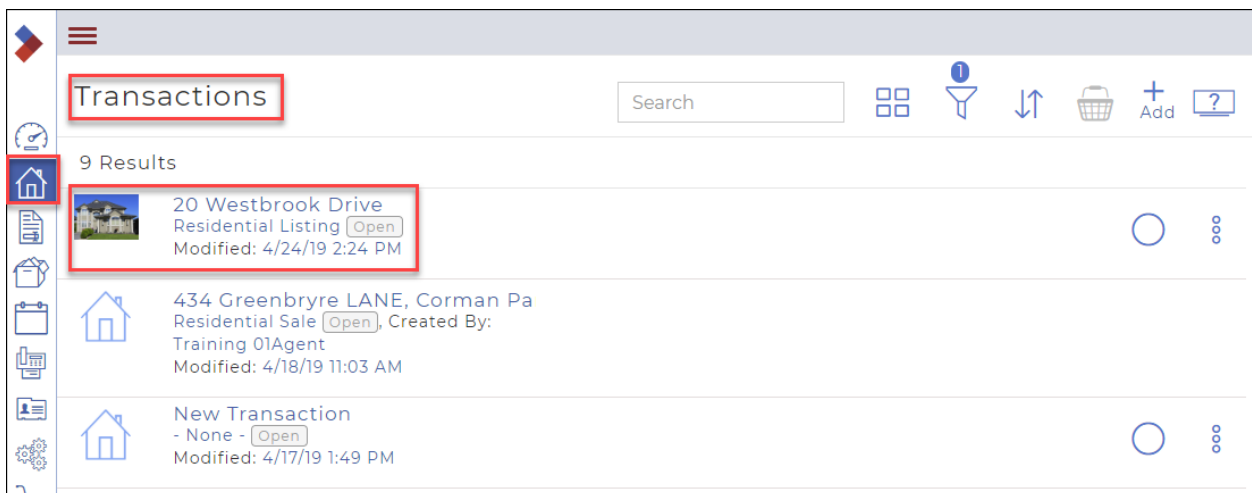 Transactions
Search
1
Add
?
9 Results
20 Westbrook Drive
Residential Listing Open
Modified: 4/24/19 2:24 PM
434 Greenbryre LANE, Corman Pa
Residential Sale Open, Created By:
Training 01Agent
Modified: 4/18/19 11:03 AM
New Transaction
- None - Open
Modified: 4/17/19 1:49 PM